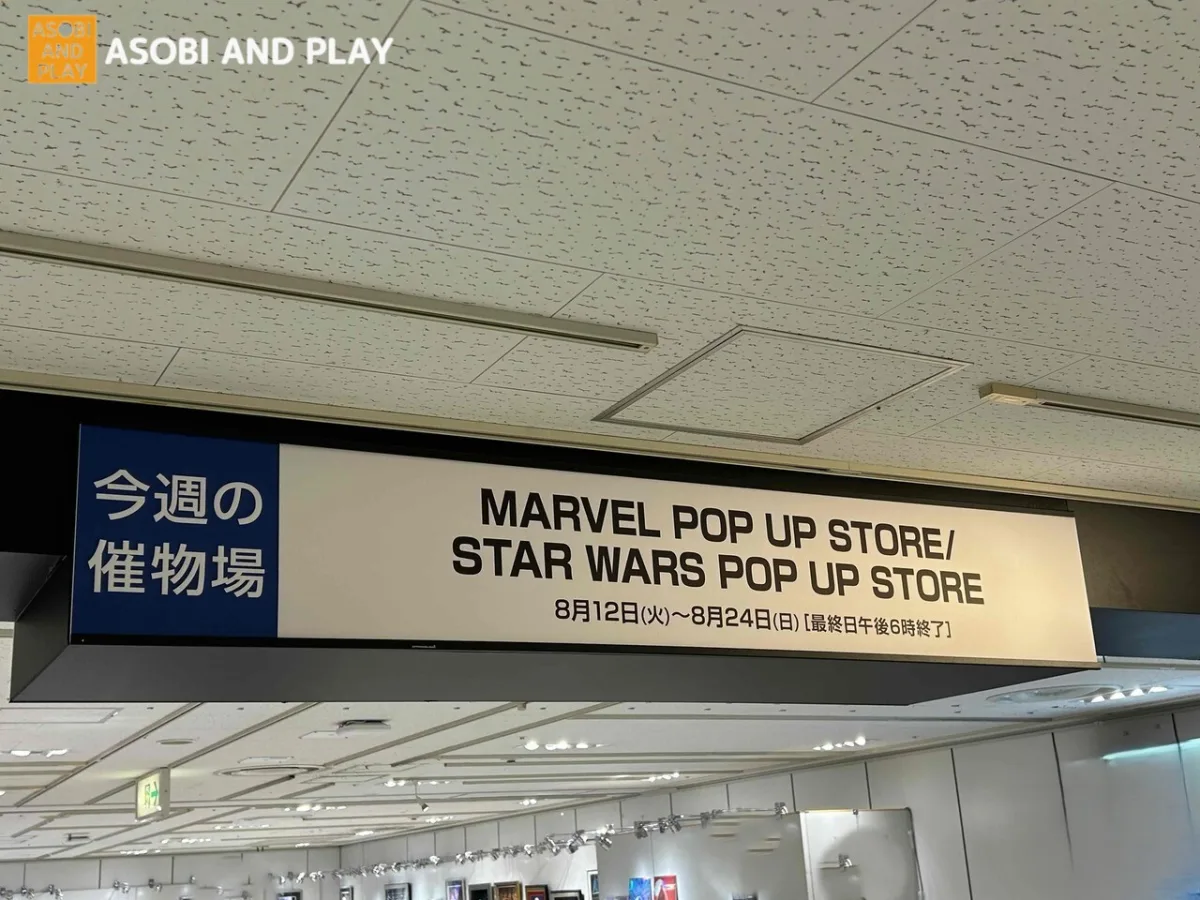 ASOBI
AND
PLAY
ASOBI AND PLAY
今週の
催物場
MARVEL POP UP STORE/
STAR WARS POP UP STORE
8月12日(火)〜8月24日(日)［最終日午後6時終了］